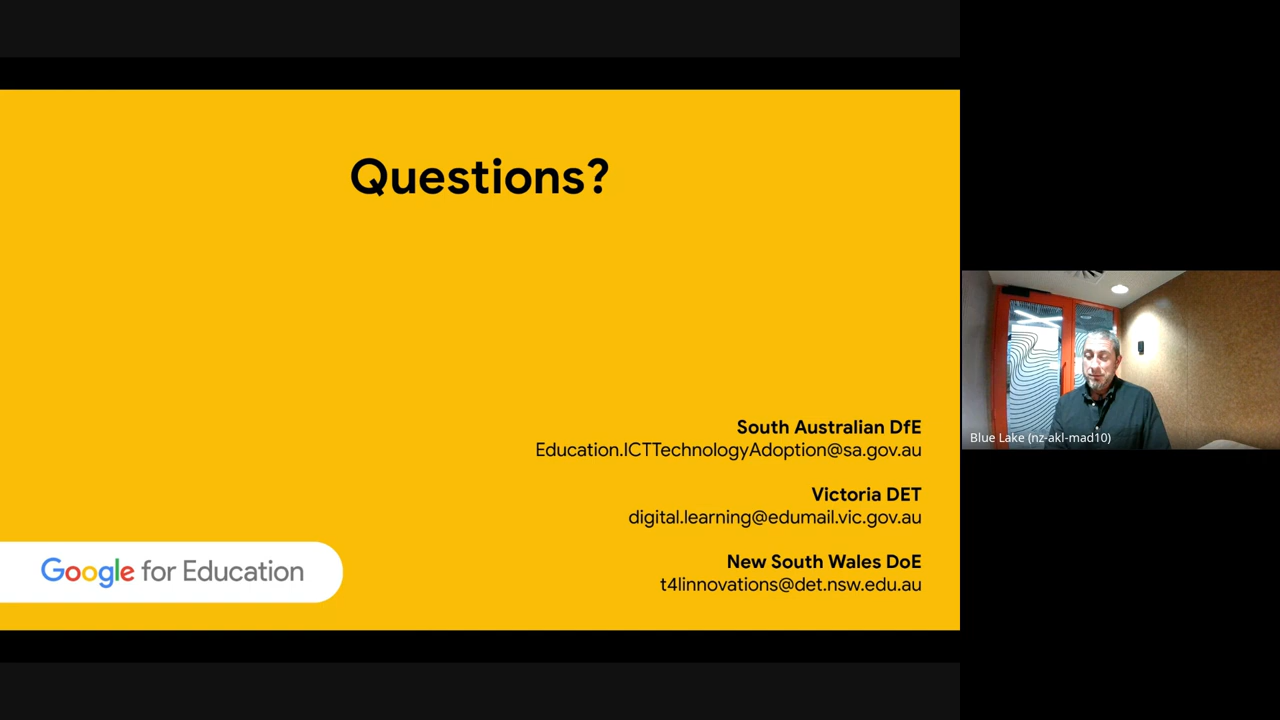 Questions?
South Australian DfE
Education.ICTTechnologyAdoption@sa.gov.au
Victoria DET
digital.learning@edumail.vic.gov.au
New South Wales DoE
t4linnovations@det.nsw.edu.au
Google for Education
Blue Lake (nz-akl-mad10)